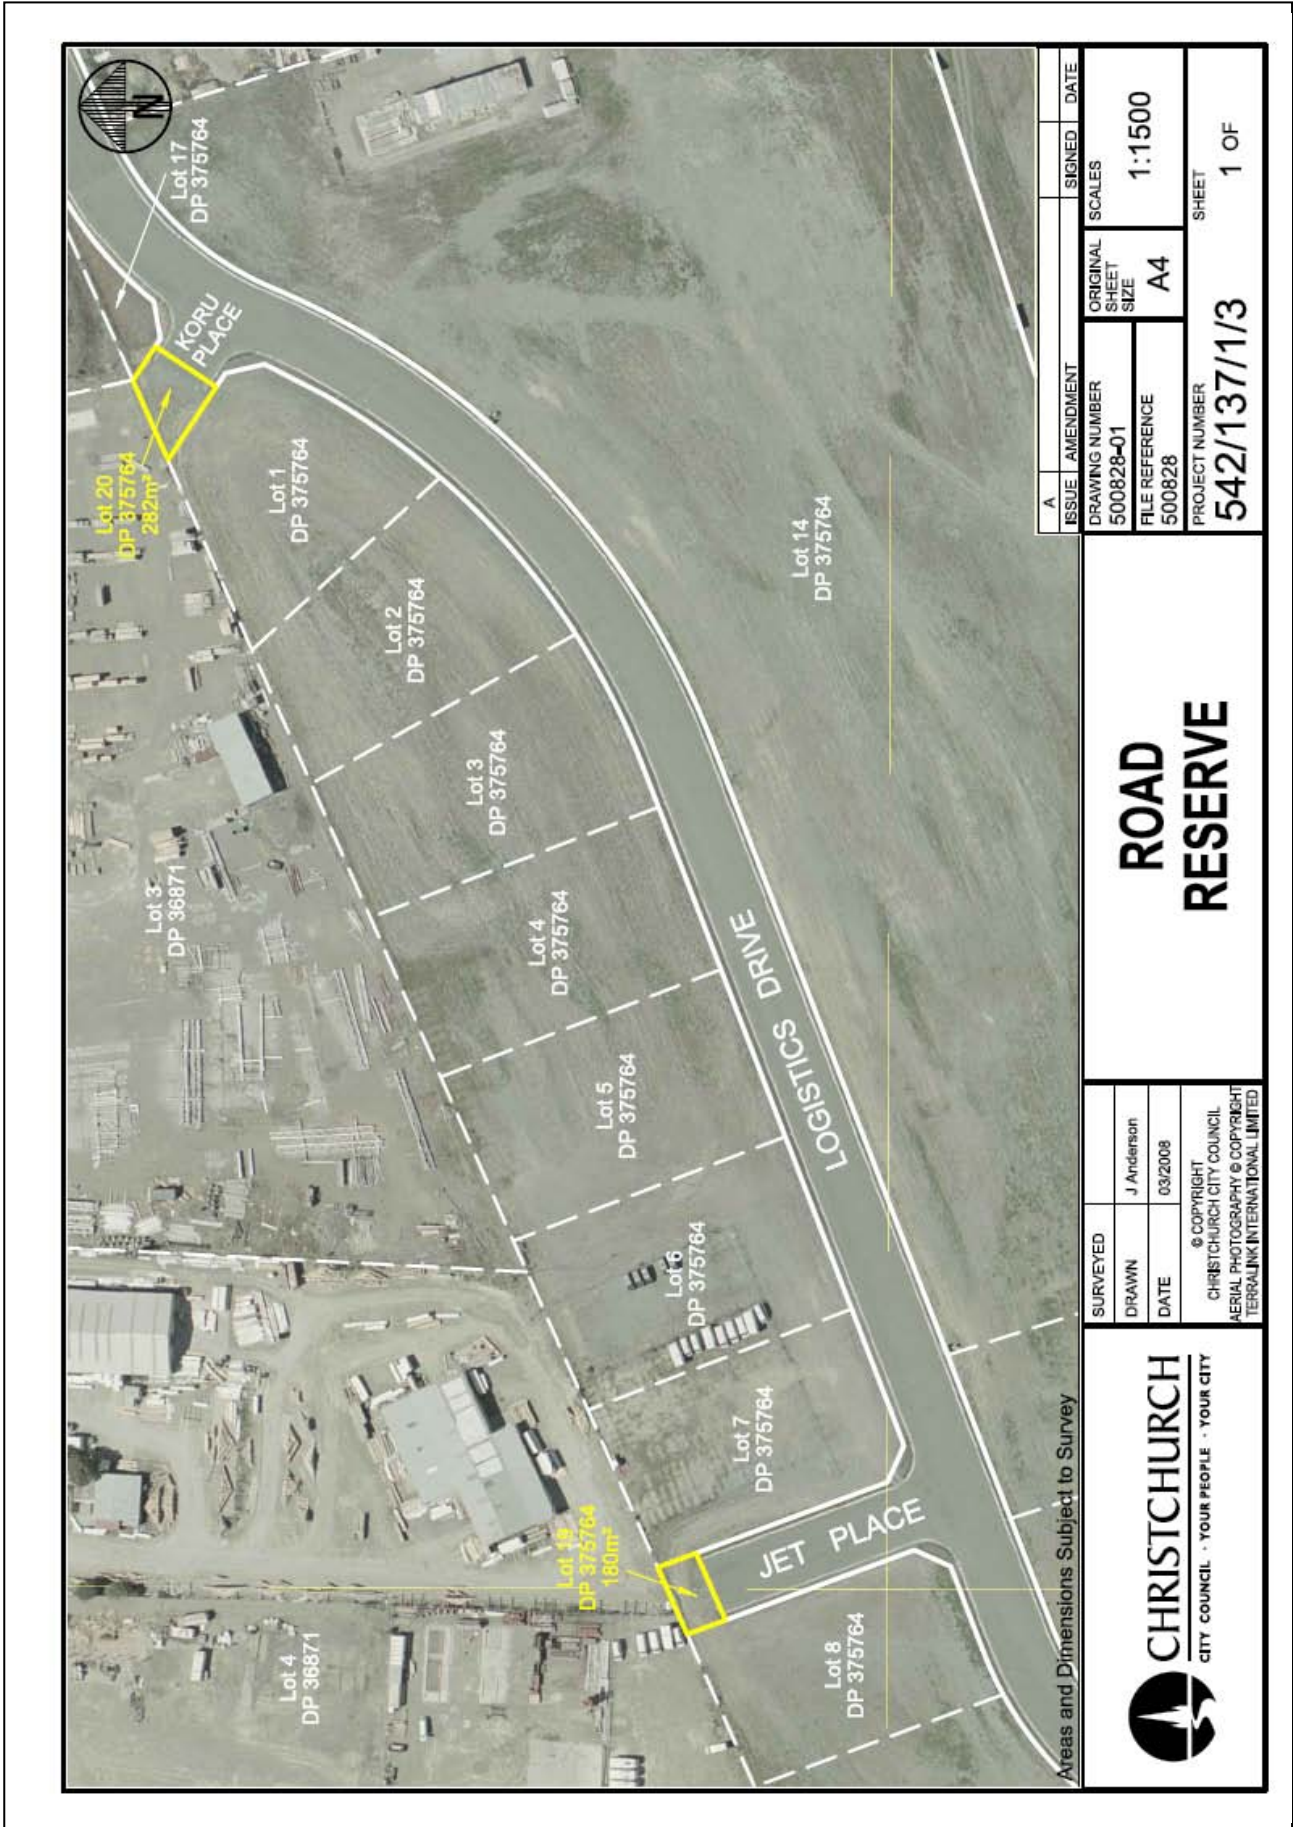 N
Lot 17
DP 375764
KORU
PLACE
Lot 20
DP 375764
282m²
Lot 1
DP 375764
Lot 2
DP 375764
Lot 3
DP 375764
Lot 3
DP 36871
Lot 4
DP 375764
Lot 5
DP 375764
Lot 6
DP 375764
Lot 7
DP 375764
Lot 8
DP 375764
Lot 14
DP 375764
LOGISTICS DRIVE
JET PLACE
Lot 19
DP 375764
180m²
Lot 4
DP 36871
Areas and Dimensions Subject to Survey
CHRISTCHURCH
CITY COUNCIL · YOUR PEOPLE · YOUR CITY
SURVEYED
DRAWN J Anderson
DATE 03/2008
© COPYRIGHT
CHRISTCHURCH CITY COUNCIL
AERIAL PHOTOGRAPHY © COPYRIGHT
TERRALINK INTERNATIONAL LIMITED
ROAD
RESERVE
A
ISSUE AMENDMENT SIGNED DATE
DRAWING NUMBER
500828-01
FILE REFERENCE
500828
ORIGINAL
SHEET
SIZE
A4
SCALES
1:1500
PROJECT NUMBER
542/137/1/3
SHEET
1 OF